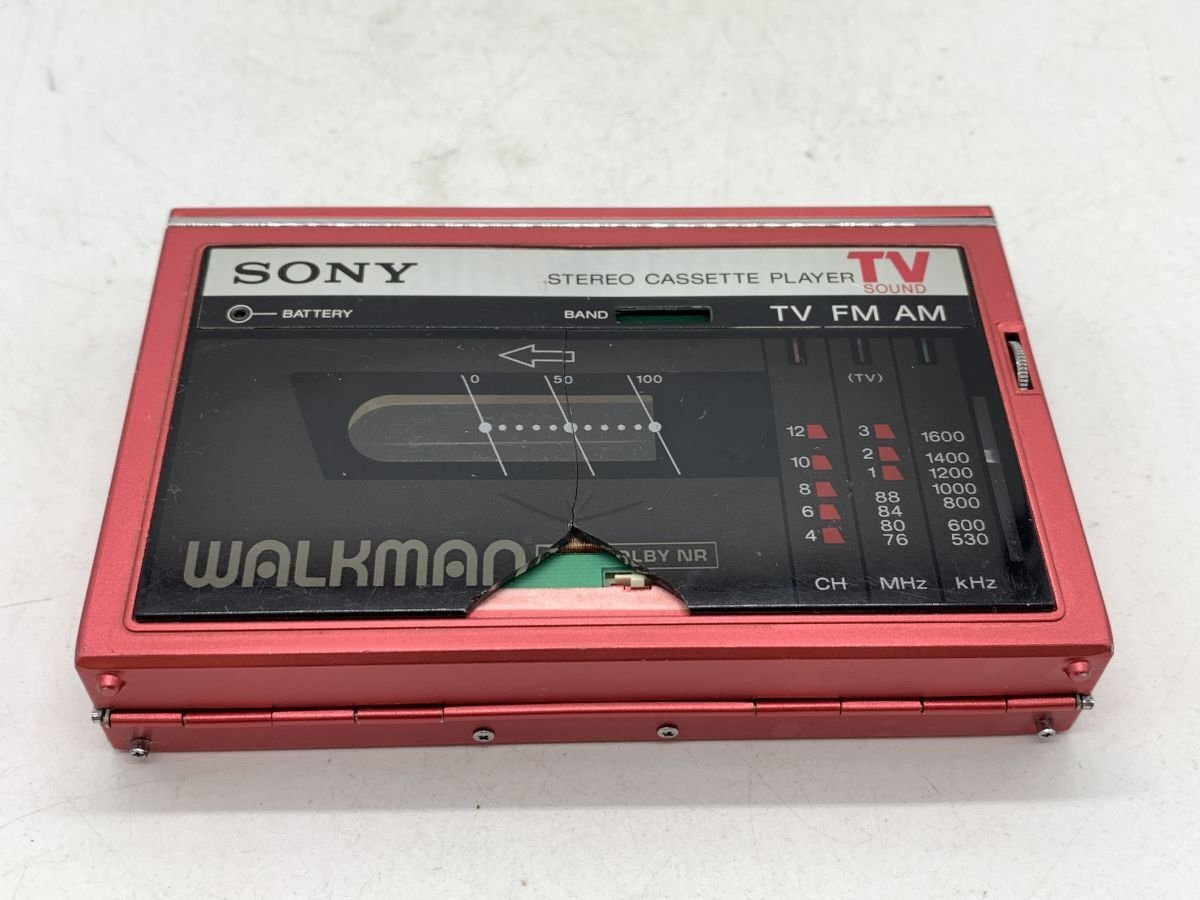 SONY
STEREO CASSETTE PLAYER TV
SOUND
BATTERY
BAND
TV FM AM
(TV)
0 50 100
12 3 1600
10 2 1400
1 1200
8 88 1000
6 84 800
4 80 600
76 530
CH MHz kHz
WALKMAN
LBY NR